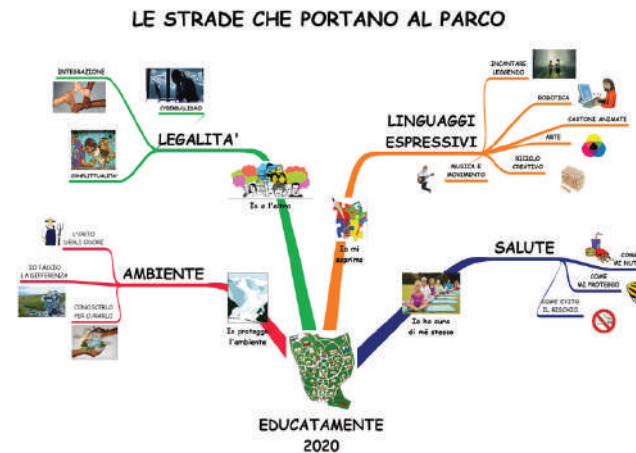 LE STRADE CHE PORTANO AL PARCO
INTEGRAZIONE
CYBERBULLISMO
LEGALITA'
CONFLITTUALITA'
Io e l'altro
INCANTARE
LEGGENDO
ROBOTICA
CARTONI ANIMATI
LINGUAGGI
ESPRESSIVI
ARTE
MUSICA E
MOVIMENTO
RICICLO
CREATIVO
Io mi
esprimo
L'ORTO
DEGLI ODORI
IO FACCIO
LA DIFFERENZA
AMBIENTE
CONOSCERLO
PER CURARLO
Io proteggo
l'ambiente
SALUTE
COME
MI PROTEGGO
COME EVITO
IL RISCHIO
Io ho cura
di mé stesso
EDUCATAMENTE
2020